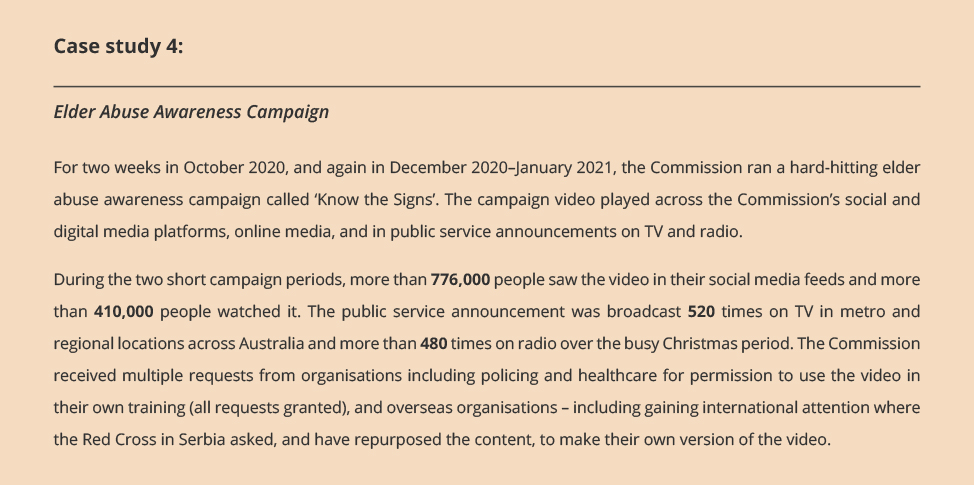 Case study 4:
Elder Abuse Awareness Campaign
For two weeks in October 2020, and again in December 2020–January 2021, the Commission ran a hard-hitting elder
abuse awareness campaign called ‘Know the Signs’. The campaign video played across the Commission’s social and
digital media platforms, online media, and in public service announcements on TV and radio.
During the two short campaign periods, more than 776,000 people saw the video in their social media feeds and more
than 410,000 people watched it. The public service announcement was broadcast 520 times on TV in metro and
regional locations across Australia and more than 480 times on radio over the busy Christmas period. The Commission
received multiple requests from organisations including policing and healthcare for permission to use the video in
their own training (all requests granted), and overseas organisations – including gaining international attention where
the Red Cross in Serbia asked, and have repurposed the content, to make their own version of the video.